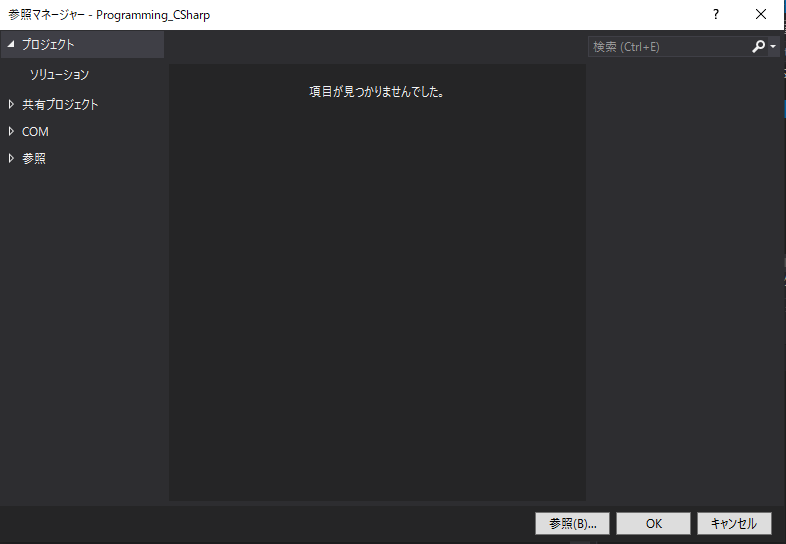 参照マネージャー - Programming_CSharp
?
プロジェクト
検索 (Ctrl+E)
ソリューション
項目が見つかりませんでした。
共有プロジェクト
COM
参照
参照(B)...
OK
キャンセル